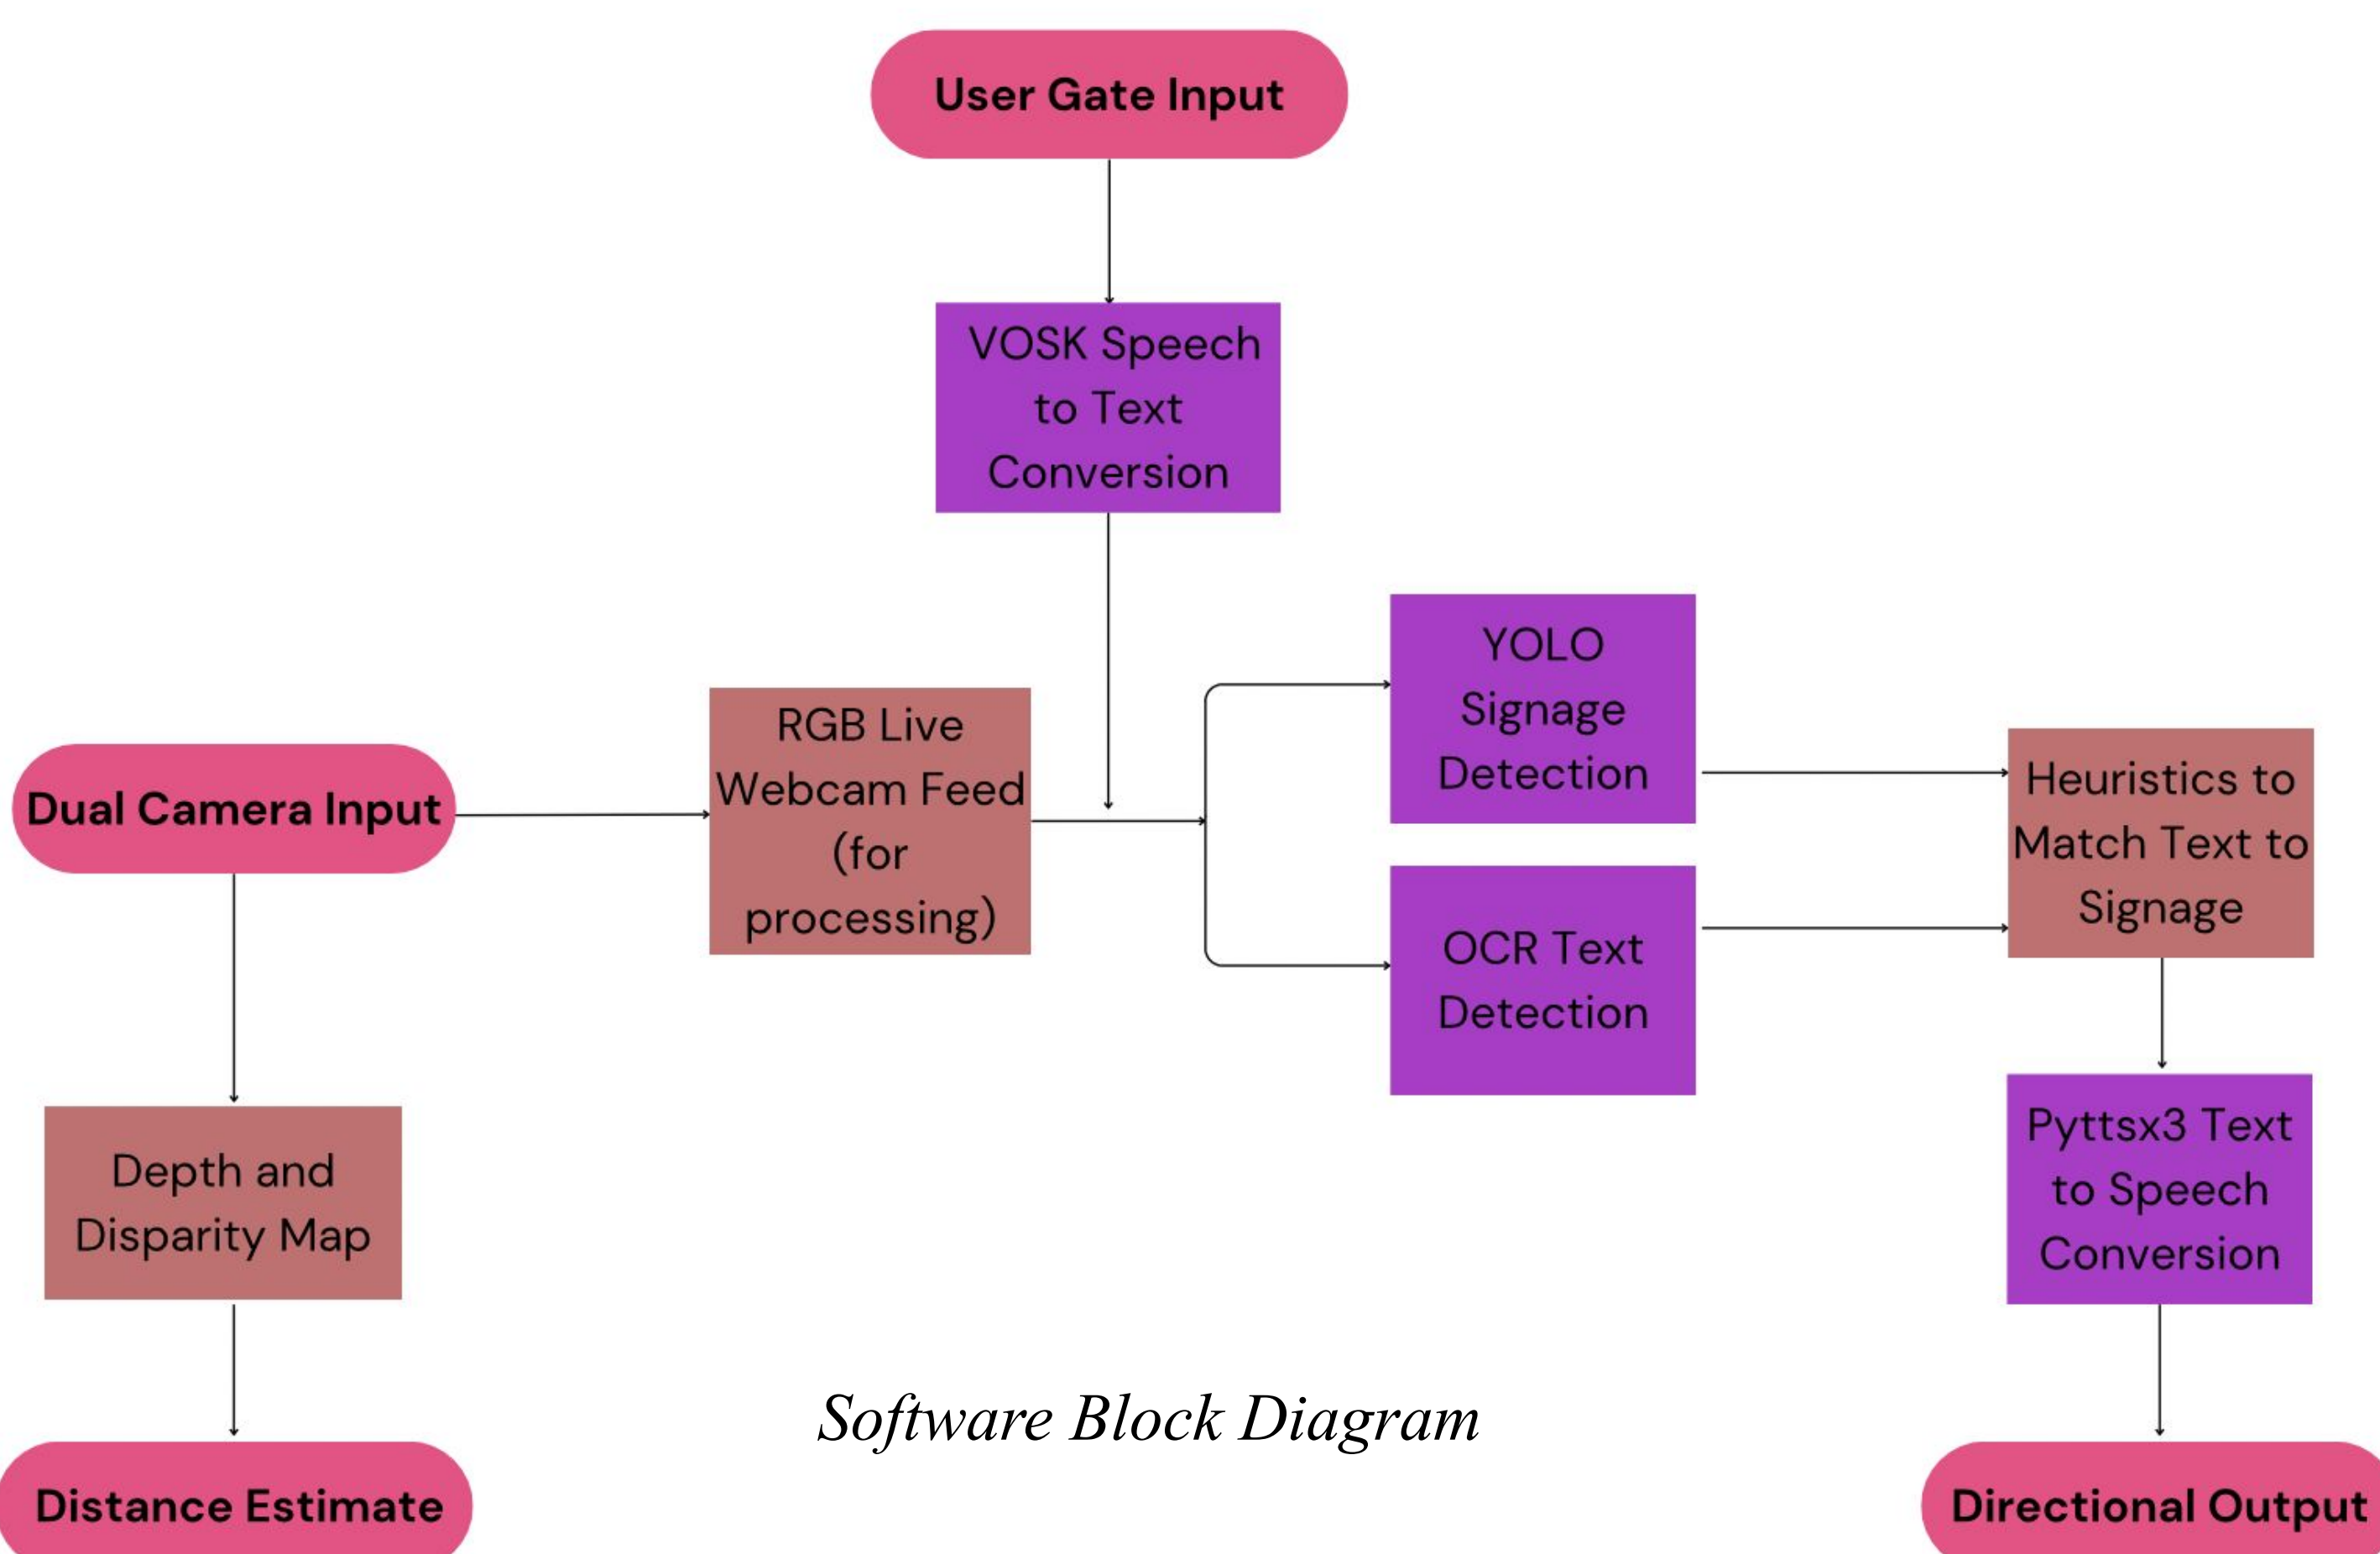 User Gate Input
VOSK Speech
to Text
Conversion
Dual Camera Input
RGB Live
Webcam Feed
(for
processing)
YOLO
Signage
Detection
OCR Text
Detection
Heuristics to
Match Text to
Signage
Depth and
Disparity Map
Pyttsx3 Text
to Speech
Conversion
Distance Estimate
Directional Output
Software Block Diagram